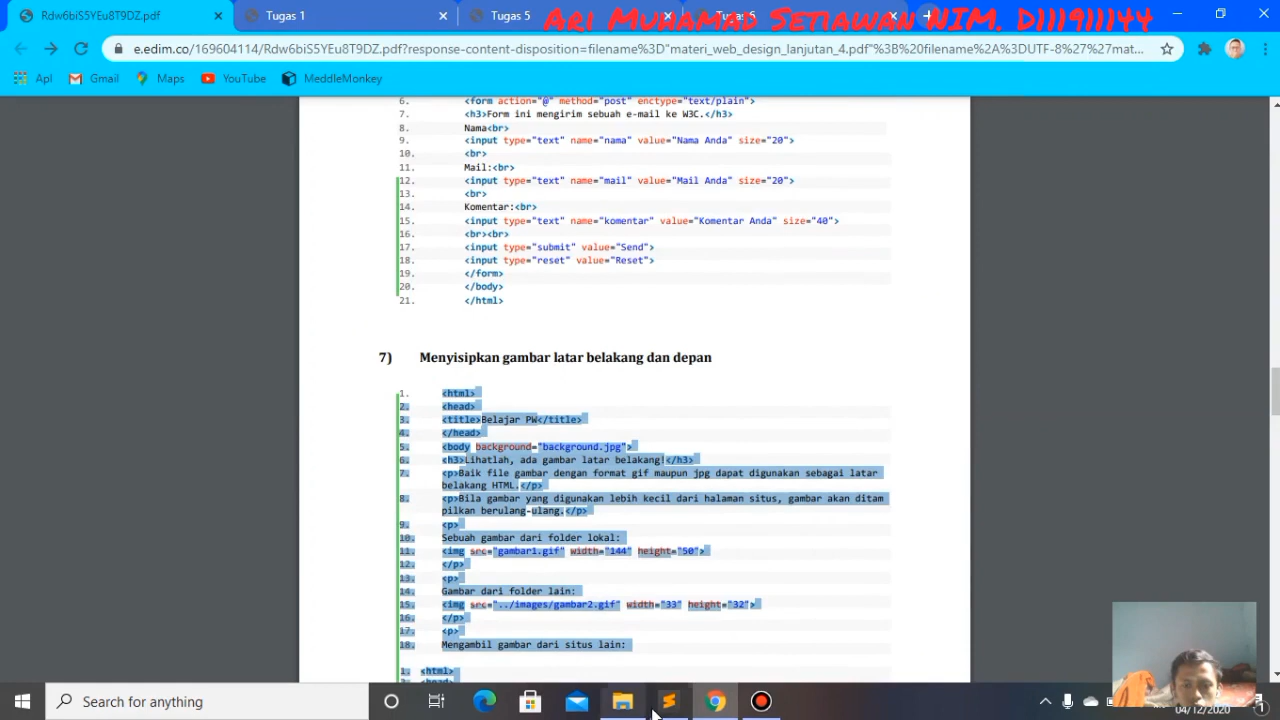 Rdw6biS5YEu8T9DZ.pdf
Tugas 1
Tugas 5
Ari Muhamad Setiawan NIM. D111911144
e.edim.co/169604114/Rdw6biS5YEu8T9DZ.pdf?response-content-disposition=filename%3D"materi_web_design_lanjutan_4.pdf"%3B%20filename%2A%3DUTF-8%27%27mat...
Apl
Gmail
Maps
YouTube
MeddleMonkey
6. <form action="@" method="post" enctype="text/plain">
7. <h3>Form ini mengirim sebuah e-mail ke W3C.</h3>
8. Nama<br>
9. <input type="text" name="nama" value="Nama Anda" size="20">
10. <br>
11. Mail:<br>
12. <input type="text" name="mail" value="Mail Anda" size="20">
13. <br>
14. Komentar:<br>
15. <input type="text" name="komentar" value="Komentar Anda" size="40">
16. <br><br>
17. <input type="submit" value="Send">
18. <input type="reset" value="Reset">
19. </form>
20. </body>
21. </html>
7) Menyisipkan gambar latar belakang dan depan
1. <html>
2. <head>
3. <title>Belajar PW</title>
4. </head>
5. <body background="background.jpg">
6. <h3>Lihatlah, ada gambar latar belakang!</h3>
7. <p>Baik file gambar dengan format gif maupun jpg dapat digunakan sebagai latar
belakang HTML.</p>
8. <p>Bila gambar yang digunakan lebih kecil dari halaman situs, gambar akan ditam
pilkan berulang-ulang.</p>
9. <p>
10. Sebuah gambar dari folder lokal:
11. <img src="gambar1.gif" width="144" height="50">
12. </p>
13. <p>
14. Gambar dari folder lain:
15. <img src="../images/gambar2.gif" width="33" height="32">
16. </p>
17. <p>
18. Mengambil gambar dari situs lain:
1. <html>
Search for anything
04/12/2020